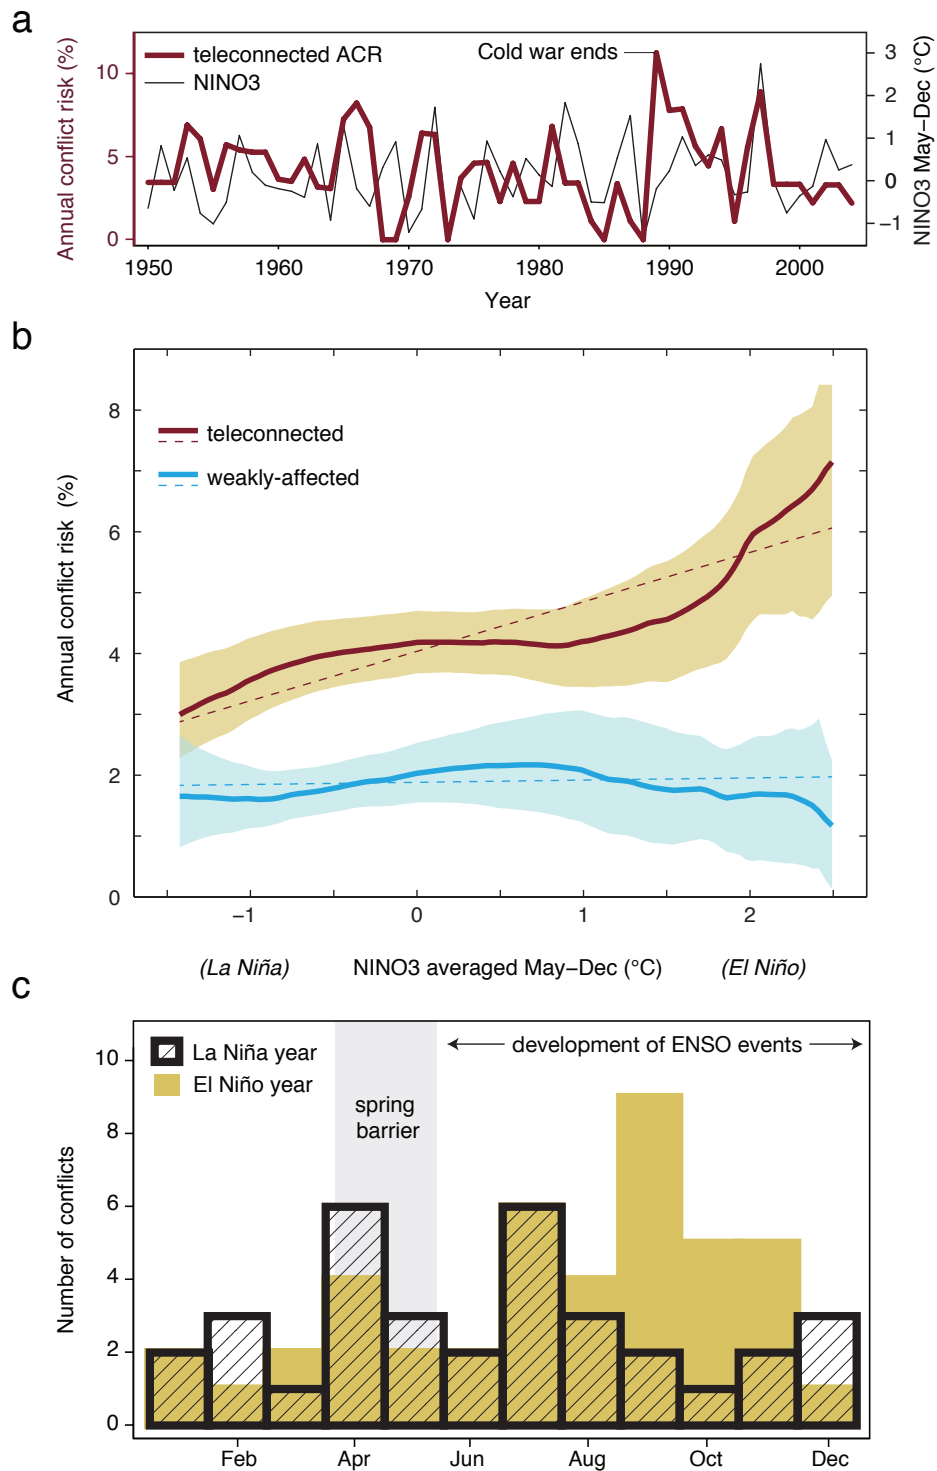 a
teleconnected ACR
NINO3
Cold war ends
Annual conflict risk (%)
10
5
0
3
2
1
0
−1
NINO3 May−Dec (°C)
1950 1960 1970 1980 1990 2000
Year
b
teleconnected
weakly-affected
Annual conflict risk (%)
8
6
4
2
0
−1 0 1 2
(La Niña) NINO3 averaged May−Dec (°C) (El Niño)
c
La Niña year
El Niño year
development of ENSO events
spring
barrier
Number of conflicts
10
8
6
4
2
0
Feb Apr Jun Aug Oct Dec